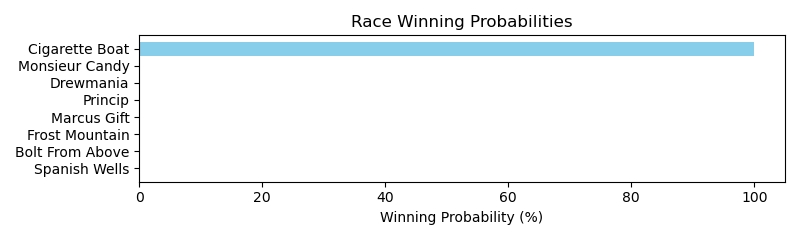 Race Winning Probabilities
Cigarette Boat
Monsieur Candy
Drewmania
Princip
Marcus Gift
Frost Mountain
Bolt From Above
Spanish Wells
0 20 40 60 80 100
Winning Probability (%)